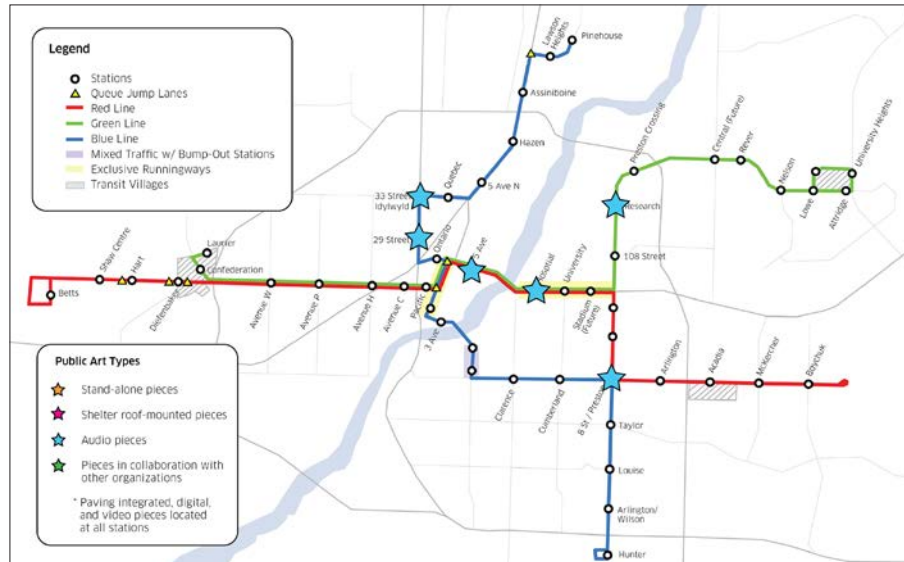 Legend
Stations
Queue Jump Lanes
Red Line
Green Line
Blue Line
Mixed Traffic w/ Bump-Out Stations
Exclusive Runningways
Transit Villages
Lawson
Heights
Pinehouse
Assiniboine
Hazen
5 Ave N
Quebec
33 Street
Idylwyld
29 Street
Ontario
Preston Crossing
Central (Future)
Rever
Nelson
Lowe
Attridge
University Heights
Research
108 Street
Shaw Centre
Hart
Betts
Diefenbaker
Laurier
Confederation
Avenue W
Avenue P
Avenue H
Avenue C
Pacific
3 Ave
5 Ave
University
Stadium
(Future)
Clarence
Cumberland
8 St / Preston
Arlington
Acadia
McKercher
Boychuk
Taylor
Louise
Arlington/
Wilson
Hunter
Public Art Types
Stand-alone pieces
Shelter roof-mounted pieces
Audio pieces
Pieces in collaboration with
other organizations
* Paving integrated, digital,
and video pieces located
at all stations